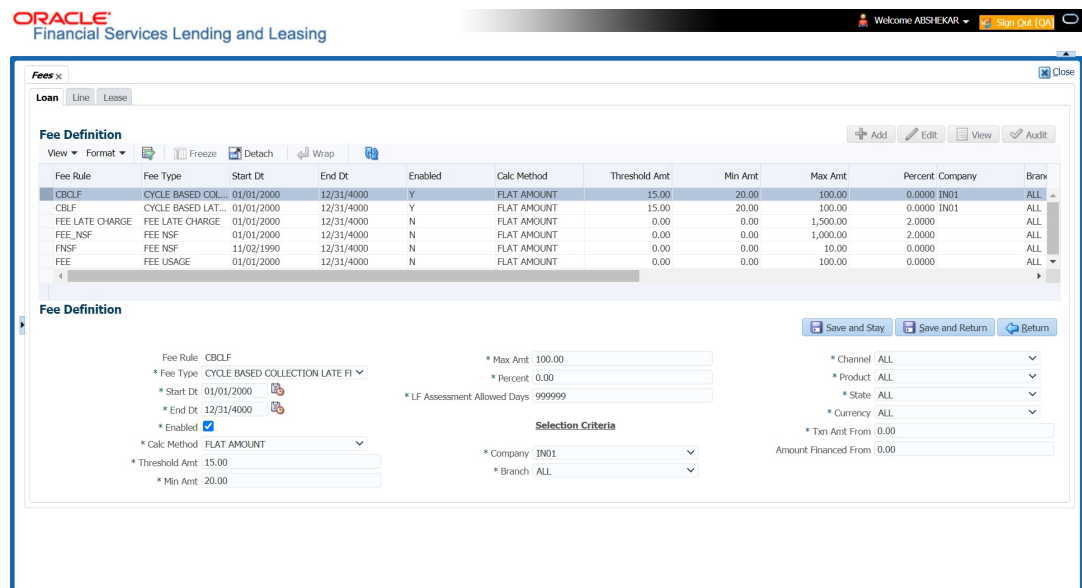 ORACLE
Financial Services Lending and Leasing
Welcome ABSHEKAR
Sign Out [QA]
Fees x
Close
Loan Line Lease
Fee Definition
Add Edit View Audit
View Format Freeze Detach Wrap
Fee Rule Fee Type Start Dt End Dt Enabled Calc Method Threshold Amt Min Amt Max Amt Percent Company Bran
CBCLF CYCLE BASED COL... 01/01/2000 12/31/4000 Y FLAT AMOUNT 15.00 20.00 100.00 0.0000 IN01 ALL
CBLF CYCLE BASED LAT... 01/01/2000 12/31/4000 Y FLAT AMOUNT 15.00 20.00 100.00 0.0000 IN01 ALL
FEE LATE CHARGE FEE LATE CHARGE 01/01/2000 12/31/4000 N FLAT AMOUNT 0.00 0.00 1,500.00 2.0000 ALL
FEE_NSF FEE NSF 01/01/2000 12/31/4000 N FLAT AMOUNT 0.00 0.00 1,000.00 2.0000 ALL
FNSF FEE NSF 11/02/1990 12/31/4000 N FLAT AMOUNT 0.00 0.00 10.00 0.0000 ALL
FEE FEE USAGE 01/01/2000 12/31/4000 N FLAT AMOUNT 0.00 0.00 100.00 0.0000 ALL
Fee Definition
Save and Stay Save and Return Return
Fee Rule CBCLF
* Fee Type CYCLE BASED COLLECTION LATE FI
* Start Dt 01/01/2000
* End Dt 12/31/4000
* Enabled
* Calc Method FLAT AMOUNT
* Threshold Amt 15.00
* Min Amt 20.00
* Max Amt 100.00
* Percent 0.00
* LF Assessment Allowed Days 999999
Selection Criteria
* Company IN01
* Branch ALL
* Channel ALL
* Product ALL
* State ALL
* Currency ALL
* Txn Amt From 0.00
Amount Financed From 0.00